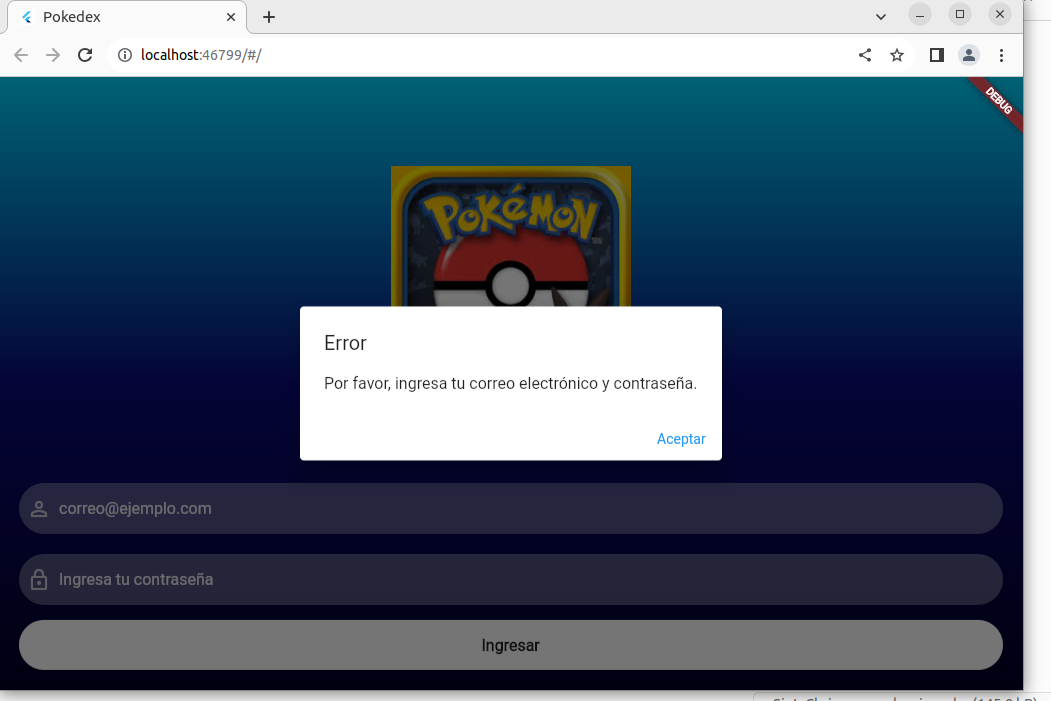 Pokedex
localhost:46799/#/
DEBUG
POKéMON
Error
Por favor, ingresa tu correo electrónico y contraseña.
Aceptar
correo@ejemplo.com
Ingresa tu contraseña
Ingresar